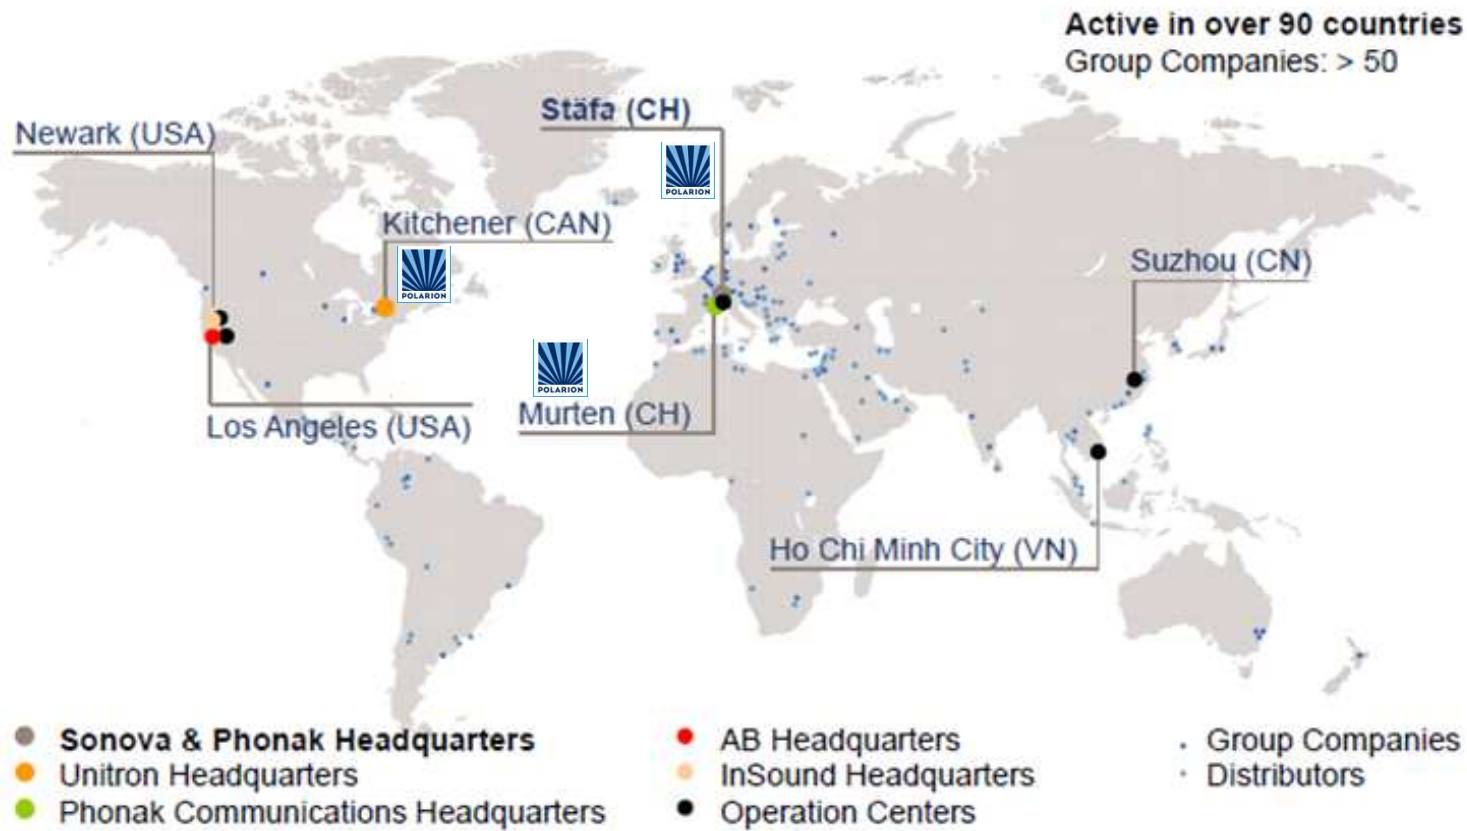 Active in over 90 countries
Group Companies: > 50
Stäfa (CH)
Newark (USA)
POLARION
Kitchener (CAN)
POLARION
Suzhou (CN)
POLARION
Murten (CH)
Los Angeles (USA)
Ho Chi Minh City (VN)
Sonova & Phonak Headquarters
Unitron Headquarters
Phonak Communications Headquarters
AB Headquarters
InSound Headquarters
Operation Centers
Group Companies
Distributors